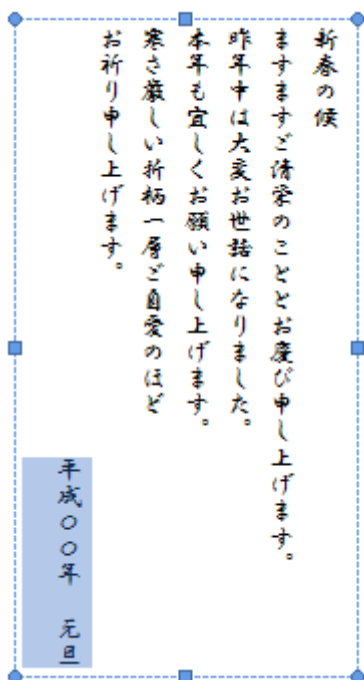 新春の候
ますますご清栄のこととお慶び申し上げます。
昨年中は大変お世話になりました。
本年も宜しくお願い申し上げます。
寒さ厳しい折柄一層ご自愛のほど
お祈り申し上げます。
平成〇〇年　元旦